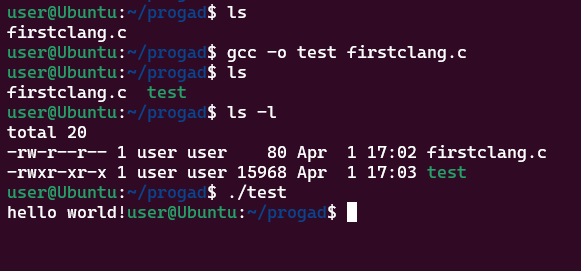 user@Ubuntu:~/progad$ ls
firstclang.c
user@Ubuntu:~/progad$ gcc -o test firstclang.c
user@Ubuntu:~/progad$ ls
firstclang.c  test
user@Ubuntu:~/progad$ ls -l
total 20
-rw-r--r-- 1 user user    80 Apr  1 17:02 firstclang.c
-rwxr-xr-x 1 user user 15968 Apr  1 17:03 test
user@Ubuntu:~/progad$ ./test
hello world!user@Ubuntu:~/progad$